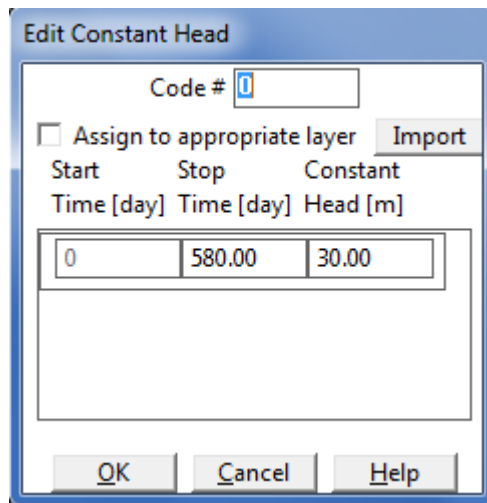 Edit Constant Head
Code # 0
Assign to appropriate layer Import
Start Stop Constant
Time [day] Time [day] Head [m]
0 580.00 30.00
OK Cancel Help